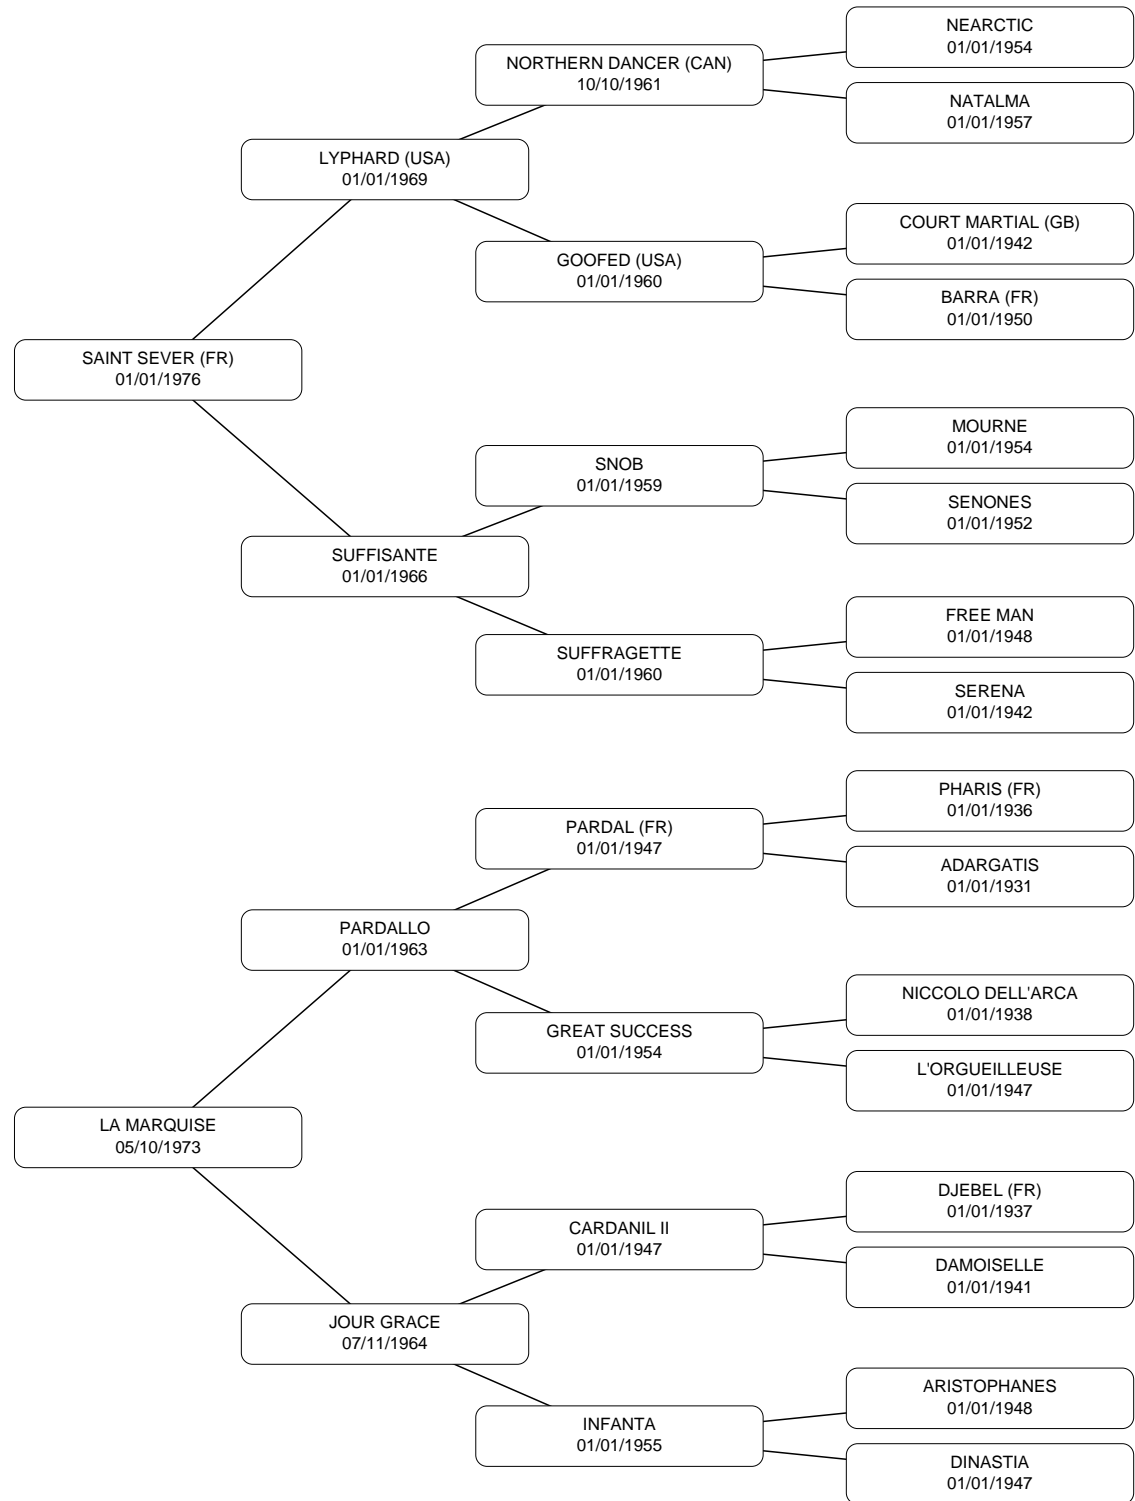 NEARCTIC
01/01/1954
NORTHERN DANCER (CAN)
10/10/1961
NATALMA
01/01/1957
LYPHARD (USA)
01/01/1969
COURT MARTIAL (GB)
01/01/1942
GOOFED (USA)
01/01/1960
BARRA (FR)
01/01/1950
SAINT SEVER (FR)
01/01/1976
MOURNE
01/01/1954
SNOB
01/01/1959
SENONES
01/01/1952
SUFFISANTE
01/01/1966
FREE MAN
01/01/1948
SUFFRAGETTE
01/01/1960
SERENA
01/01/1942
PHARIS (FR)
01/01/1936
PARDAL (FR)
01/01/1947
ADARGATIS
01/01/1931
PARDALLO
01/01/1963
NICCOLO DELL'ARCA
01/01/1938
GREAT SUCCESS
01/01/1954
L'ORGUEILLEUSE
01/01/1947
LA MARQUISE
05/10/1973
DJEBEL (FR)
01/01/1937
CARDANIL II
01/01/1947
DAMOISELLE
01/01/1941
JOUR GRACE
07/11/1964
ARISTOPHANES
01/01/1948
INFANTA
01/01/1955
DINASTIA
01/01/1947